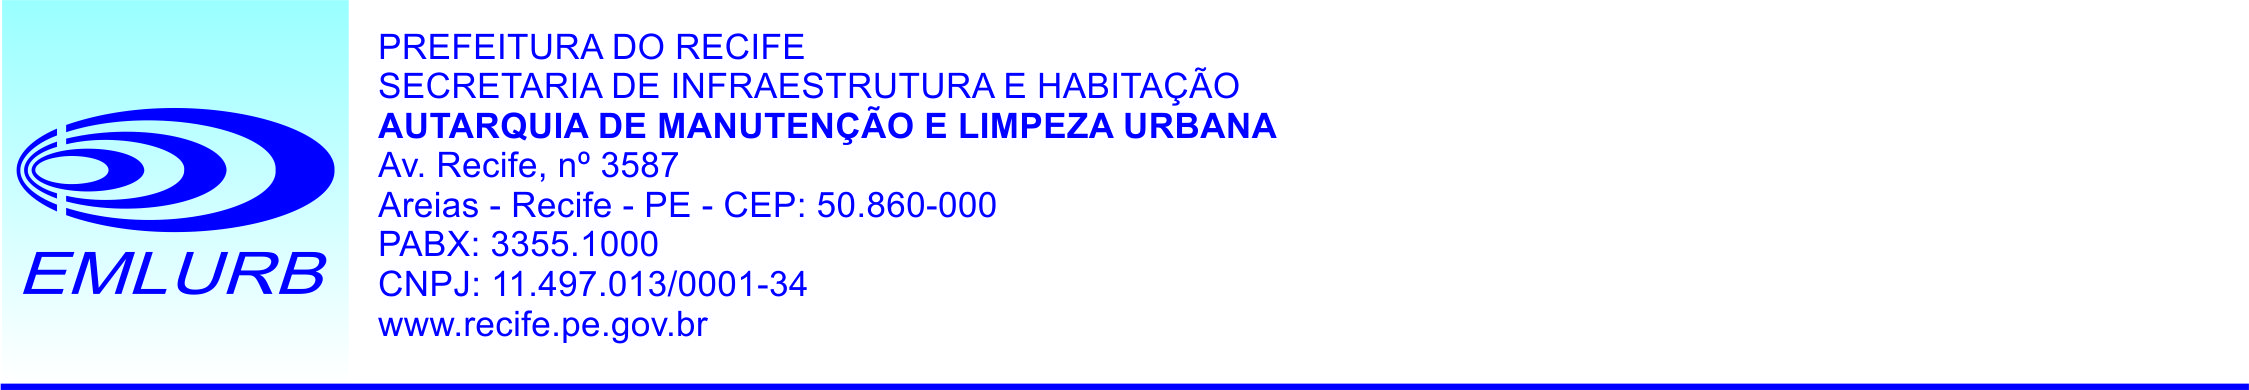 PREFEITURA DO RECIFE
SECRETARIA DE INFRAESTRUTURA E HABITAÇÃO
AUTARQUIA DE MANUTENÇÃO E LIMPEZA URBANA
Av. Recife, nº 3587
Areias - Recife - PE - CEP: 50.860-000
PABX: 3355.1000
CNPJ: 11.497.013/0001-34
www.recife.pe.gov.br
EMLURB